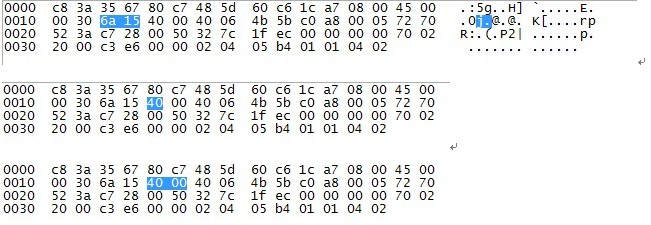 0000 c8 3a 35 67 80 c7 48 5d 60 c6 1c a7 08 00 45 00 .:5g..H] `.....E.
0010 00 30 6a 15 40 00 40 06 4b 5b c0 a8 00 05 72 70 .0j.@.@. K[....rp
0020 52 3a c7 28 00 50 32 7c 1f ec 00 00 00 00 70 02 R:.(.P2| ......p.
0030 20 00 c3 e6 00 00 02 04 05 b4 01 01 04 02 ....... ......
0000 c8 3a 35 67 80 c7 48 5d 60 c6 1c a7 08 00 45 00
0010 00 30 6a 15 40 00 40 06 4b 5b c0 a8 00 05 72 70
0020 52 3a c7 28 00 50 32 7c 1f ec 00 00 00 00 70 02
0030 20 00 c3 e6 00 00 02 04 05 b4 01 01 04 02
0000 c8 3a 35 67 80 c7 48 5d 60 c6 1c a7 08 00 45 00
0010 00 30 6a 15 40 00 40 06 4b 5b c0 a8 00 05 72 70
0020 52 3a c7 28 00 50 32 7c 1f ec 00 00 00 00 70 02
0030 20 00 c3 e6 00 00 02 04 05 b4 01 01 04 02